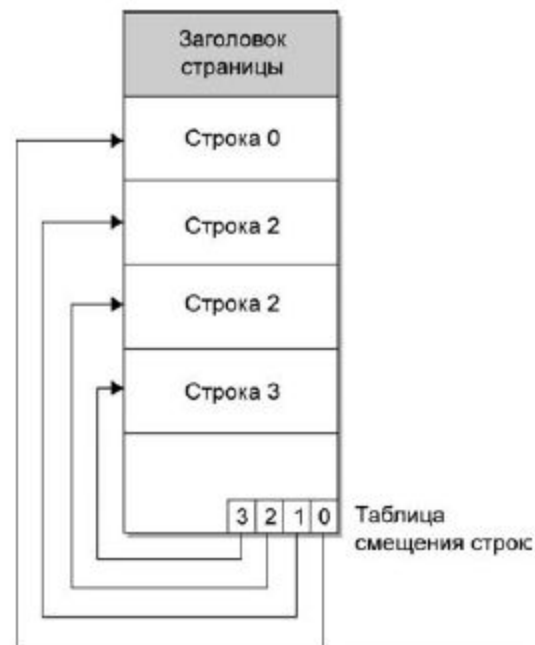 Заголовок
страницы
Строка 0
Строка 2
Строка 2
Строка 3
3 2 1 0
Таблица
смещения строк